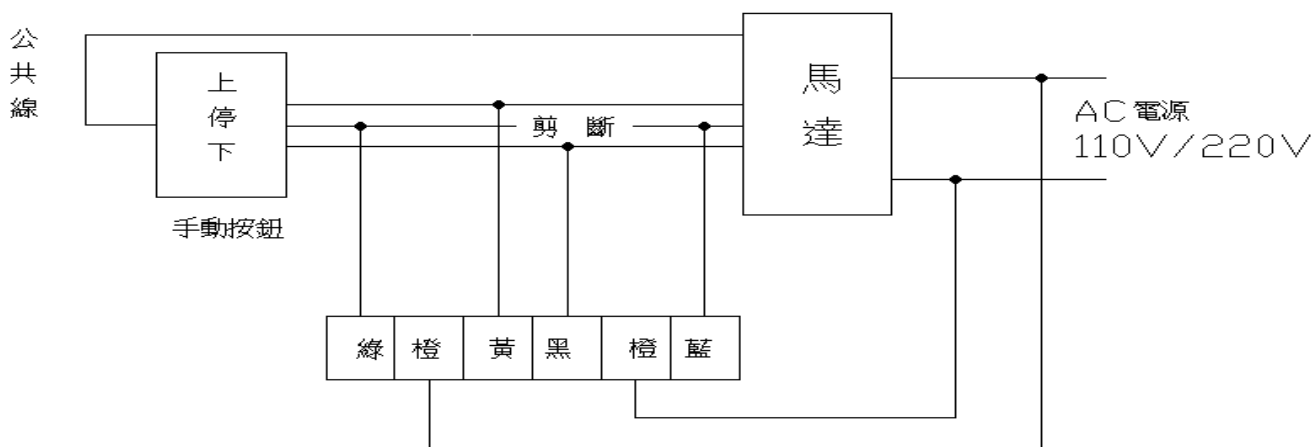 公共線
上
停
下
手動按鈕
剪 斷
馬達
AC電源
110V/220V
綠 橙 黃 黑 橙 藍